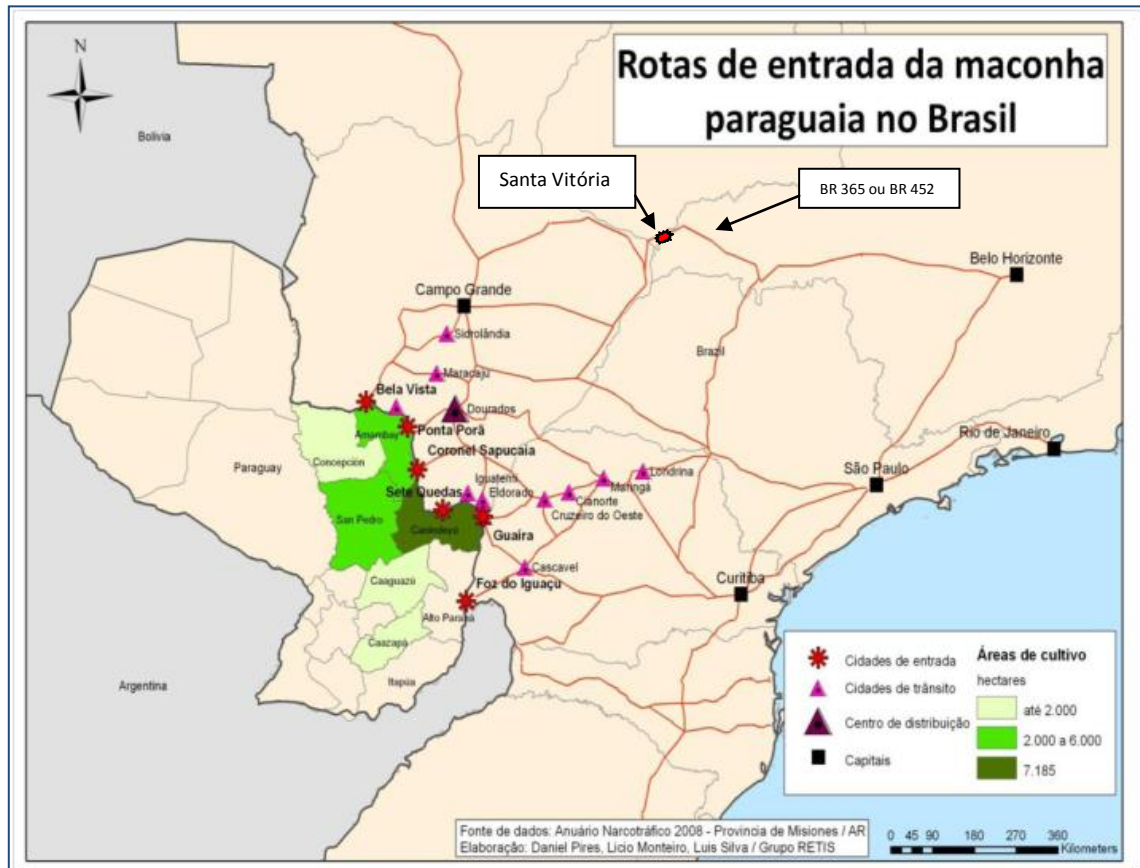 Rotas de entrada da maconha
paraguaia no Brasil
N
Bolivia
Santa Vitória
BR 365 ou BR 452
Belo Horizonte
Campo Grande
Sidrolândia
Brazil
Maracaju
Bela Vista
Dourados
Amambay
Ponta Porã
Rio de Janeiro
Concepción
Coronel Sapucaia
Paraguay
São Paulo
Londrina
Iguatemi
Maringá
Sete Quedas
Eldorado
Cianorte
Cruzeiro do Oeste
San Pedro
Canindeyú
Guaíra
Cascavel
Caaguazú
Foz do Iguaçu
Curitiba
Alto Paraná
Caazapá
Argentina
Itapúa
Cidades de entrada
Cidades de trânsito
Centro de distribuição
Capitais
Áreas de cultivo
hectares
até 2.000
2.000 a 6.000
7.185
Fonte de dados: Anuário Narcotráfico 2008 - Provincia de Misiones / AR
Elaboração: Daniel Pires, Licio Monteiro, Luis Silva / Grupo RETIS
0 45 90 180 270 360
Kilometers